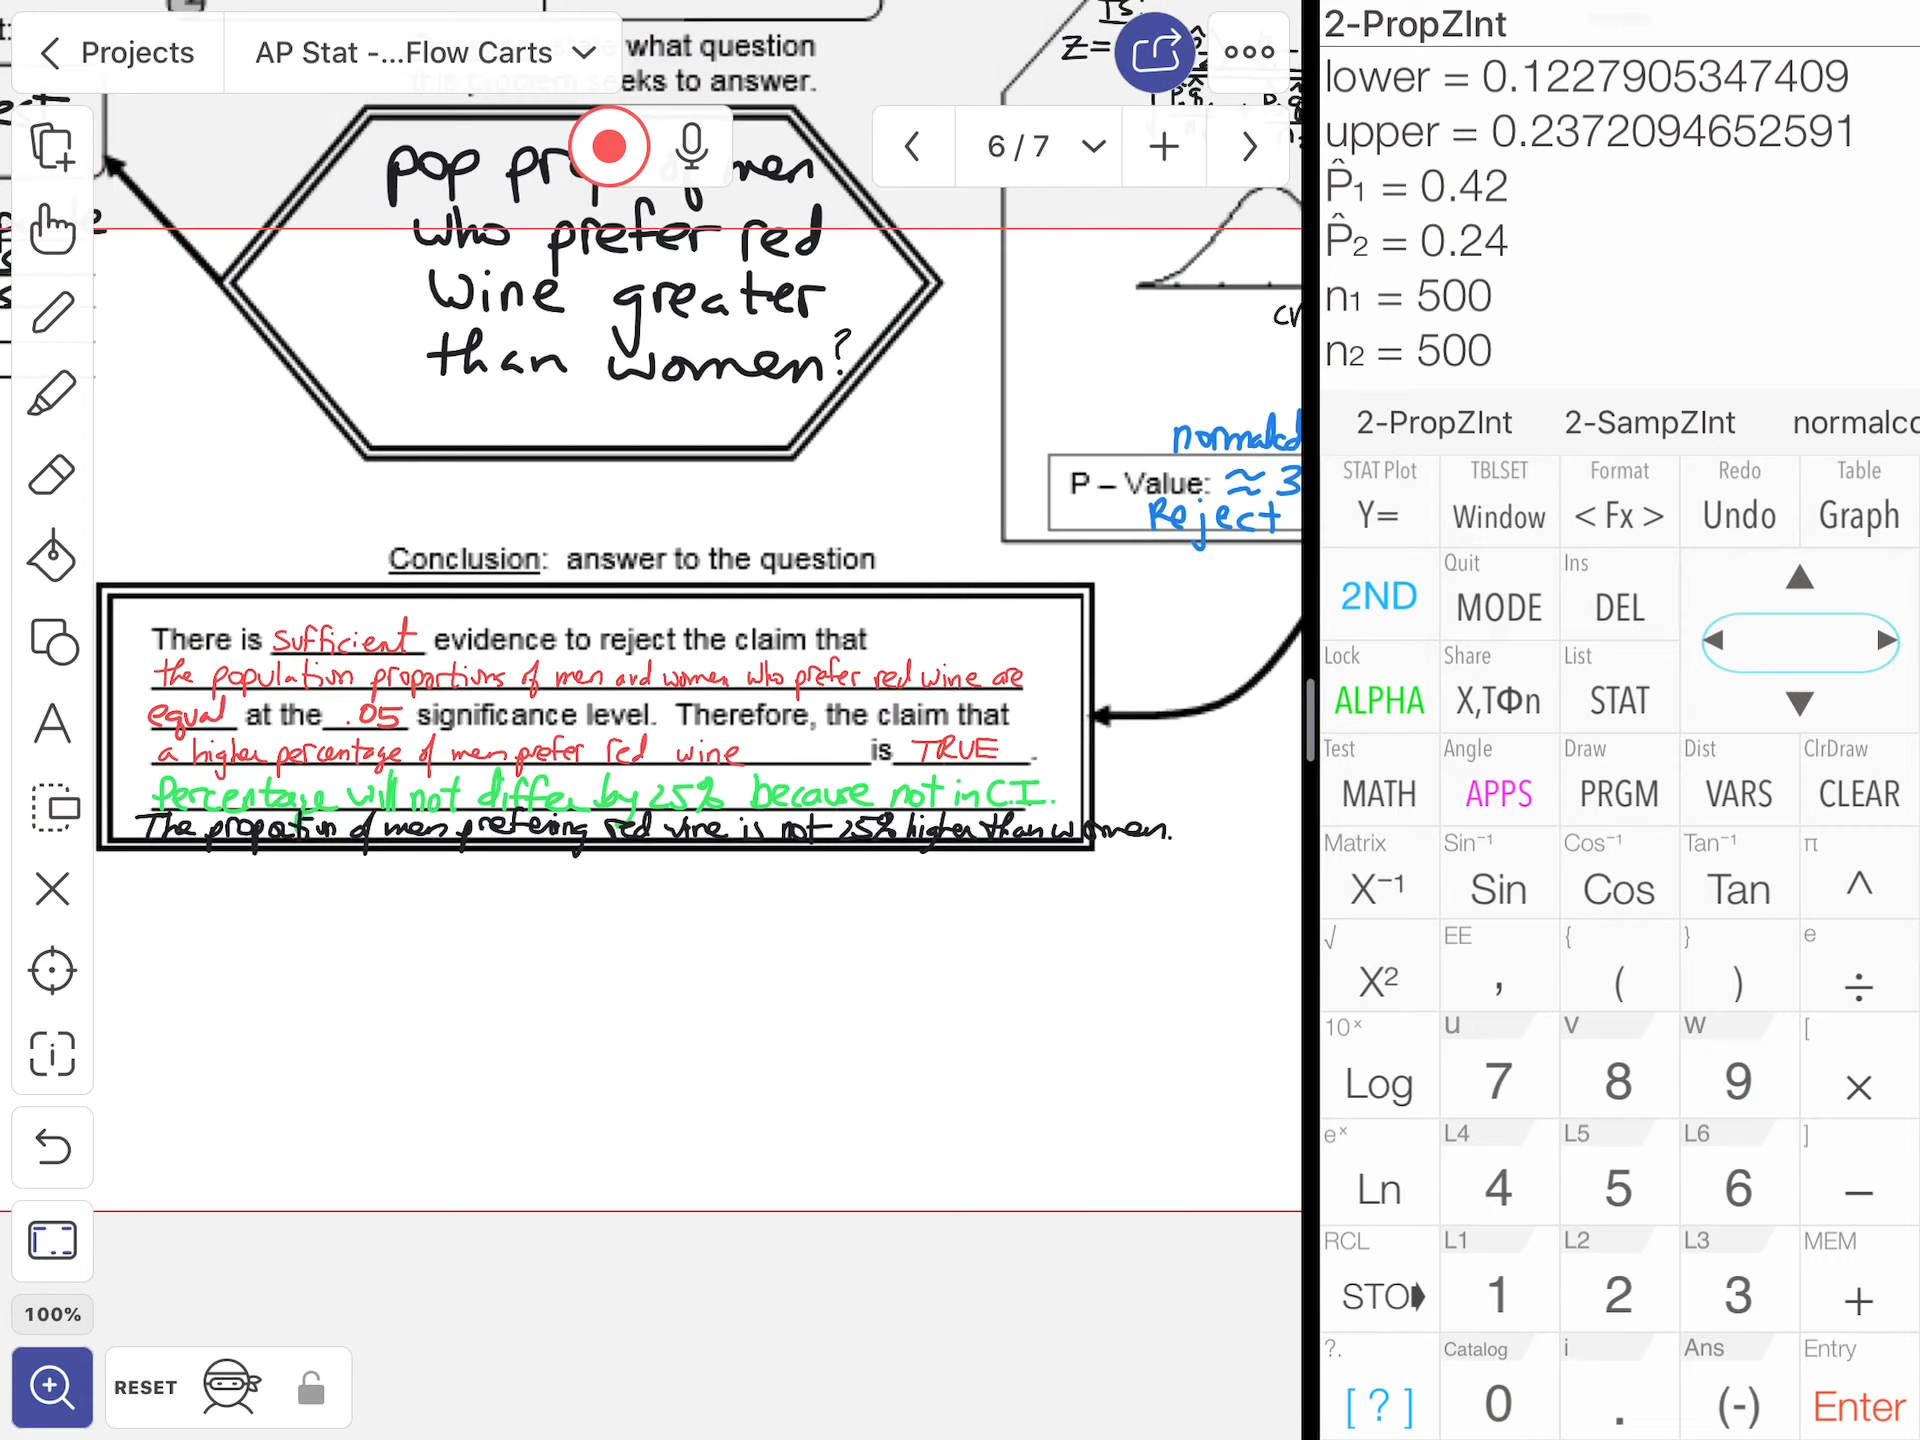 Projects
AP Stat -...Flow Carts
what question
eeks to answer.
6 / 7
pop men
who prefer red
wine greater
than women?
TS:
Z=
normalcd
P – Value: ≈ 3
Reject
Conclusion: answer to the question
There is sufficient evidence to reject the claim that
the population proportions of men and women who prefer red wine are
equal at the .05 significance level. Therefore, the claim that
a higher percentage of men prefer red wine is TRUE.
Percentage will not differ by 25% because not in C.I.
The proportion of men prefering red wine is not 25% higher than women.
100%
RESET
2-PropZInt
lower = 0.1227905347409
upper = 0.2372094652591
P̂1 = 0.42
P̂2 = 0.24
n1 = 500
n2 = 500
2-PropZInt 2-SampZInt normalcd
STAT Plot TBLSET Format Redo Table
Y= Window < Fx > Undo Graph
Quit Ins
2ND MODE DEL
Lock Share List
ALPHA X,TΦn STAT
Test Angle Draw Dist ClrDraw
MATH APPS PRGM VARS CLEAR
Matrix Sin⁻¹ Cos⁻¹ Tan⁻¹ π
X⁻¹ Sin Cos Tan ^
√ EE { } e
X² , ( ) ÷
10ˣ u v w [
Log 7 8 9 ×
eˣ L4 L5 L6 ]
Ln 4 5 6 −
RCL L1 L2 L3 MEM
STO 1 2 3 +
?. Catalog i Ans Entry
[ ? ] 0 . (-) Enter